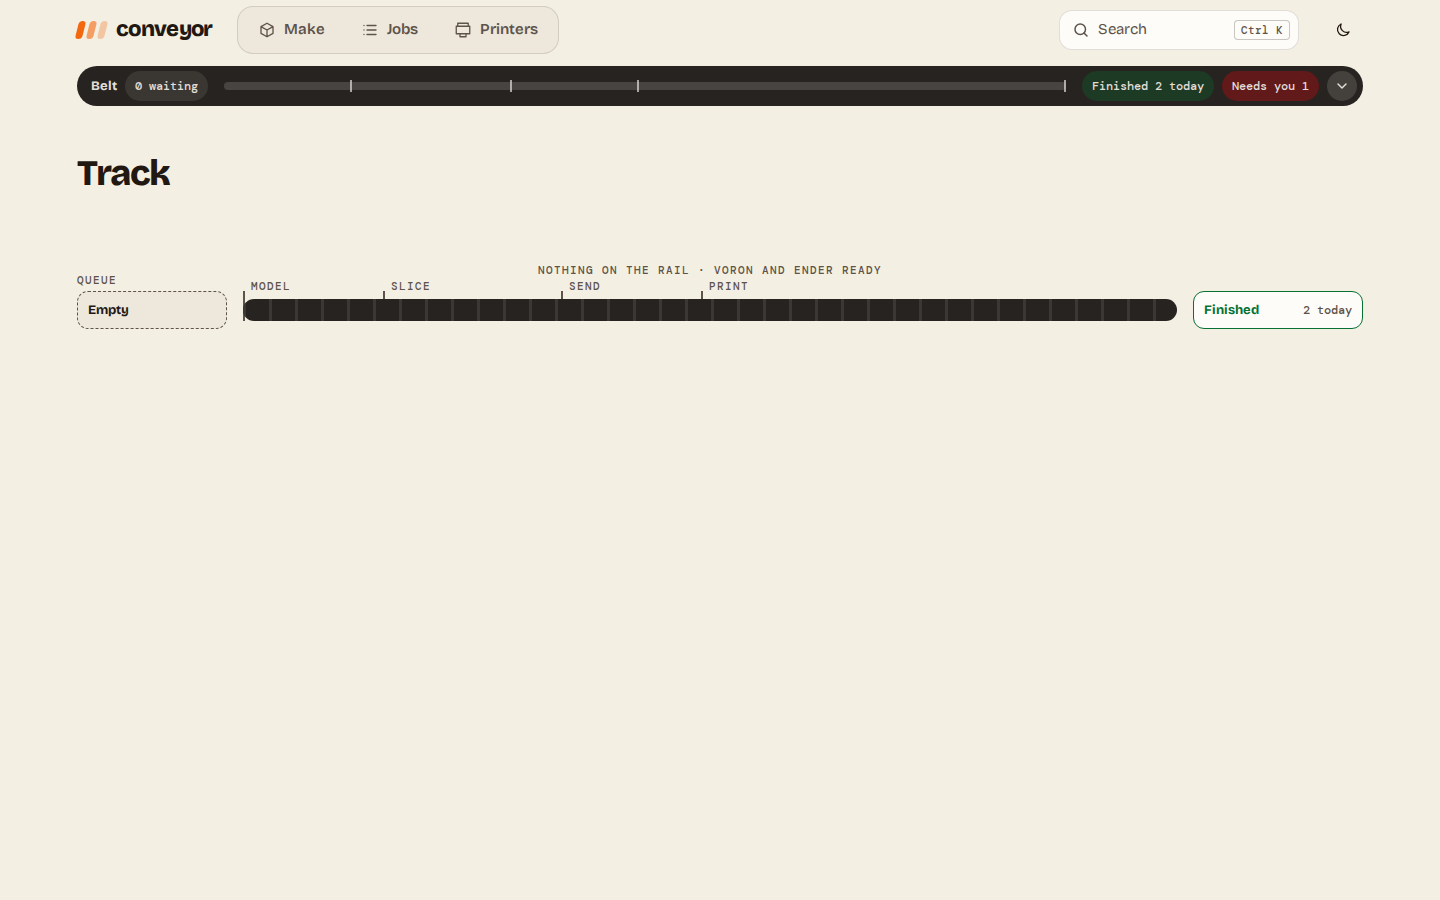 conveyor Make Jobs Printers Search Ctrl K
Belt 0 waiting Finished 2 today Needs you 1
Track
NOTHING ON THE RAIL · VORON AND ENDER READY
QUEUE MODEL SLICE SEND PRINT
Empty Finished 2 today